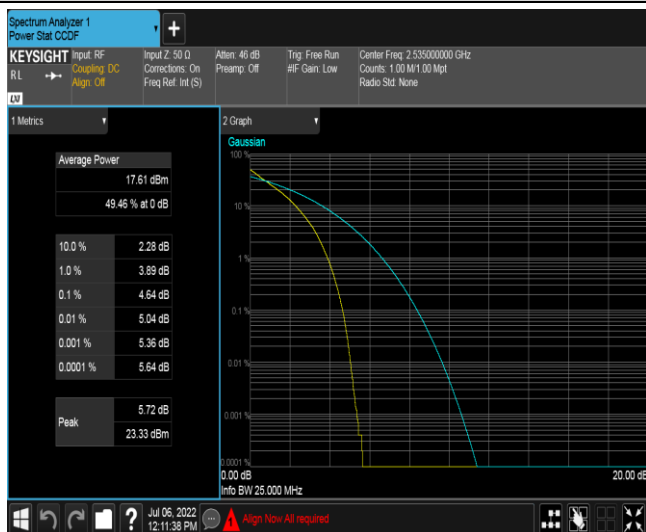 Spectrum Analyzer 1
Power Stat CCDF
+
KEYSIGHT
RL
Input: RF
Coupling: DC
Align: Off
Input Z: 50 Ω
Corrections: On
Freq Ref: Int (S)
Atten: 46 dB
Preamp: Off
Trig: Free Run
#IF Gain: Low
Center Freq: 2.535000000 GHz
Counts: 1.00 M/1.00 Mpt
Radio Std: None
LXI
1 Metrics
Average Power
17.61 dBm
49.46 % at 0 dB
10.0 % 2.28 dB
1.0 % 3.89 dB
0.1 % 4.64 dB
0.01 % 5.04 dB
0.001 % 5.36 dB
0.0001 % 5.64 dB
Peak
5.72 dB
23.33 dBm
2 Graph
Gaussian
100 %
10 %
1 %
0.1 %
0.01 %
0.001 %
0.0001 %
0.00 dB
20.00 dB
Info BW 25.000 MHz
?
Jul 06, 2022
12:11:38 PM
Align Now All required